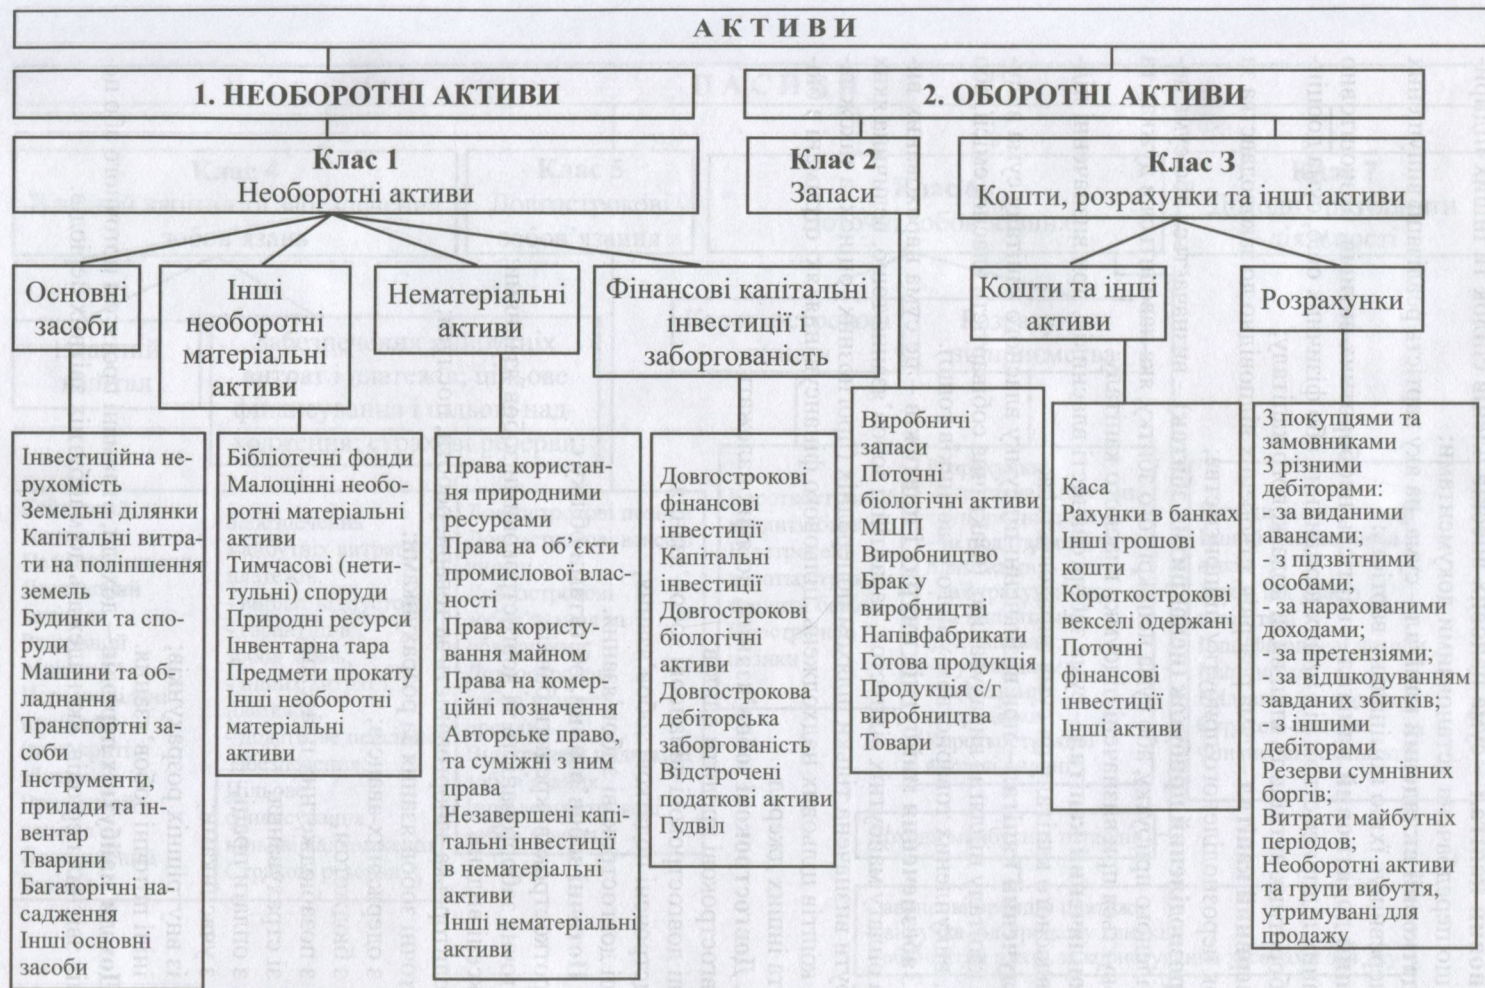 АКТИВИ
1. НЕОБОРОТНІ АКТИВИ
2. ОБОРОТНІ АКТИВИ
Клас 1
Необоротні активи
Клас 2
Запаси
Клас 3
Кошти, розрахунки та інші активи
Основні
засоби
Інші
необоротні
матеріальні
активи
Нематеріальні
активи
Фінансові капітальні
інвестиції і
заборгованість
Кошти та інші
активи
Розрахунки
Інвестиційна не-
рухомість
Земельні ділянки
Капітальні витра-
ти на поліпшення
земель
Будинки та спо-
руди
Машини та об-
ладнання
Транспортні за-
соби
Інструменти,
прилади та ін-
вентар
Тварини
Багаторічні на-
садження
Інші основні
засоби
Бібліотечні фонди
Малоцінні необо-
ротні матеріальні
активи
Тимчасові (нети-
тульні) споруди
Природні ресурси
Інвентарна тара
Предмети прокату
Інші необоротні
матеріальні
активи
Права користан-
ня природними
ресурсами
Права на об’єкти
промислової влас-
ності
Права користу-
вання майном
Права на комер-
ційні позначення
Авторське право,
та суміжні з ним
права
Незавершені капі-
тальні інвестиції
в нематеріальні
активи
Інші нематеріальні
активи
Довгострокові
фінансові
інвестиції
Капітальні
інвестиції
Довгострокові
біологічні
активи
Довгострокова
дебіторська
заборгованість
Відстрочені
податкові активи
Гудвіл
Виробничі
запаси
Поточні
біологічні активи
МШП
Виробництво
Брак у
виробництві
Напівфабрикати
Готова продукція
Продукція с/г
виробництва
Товари
Каса
Рахунки в банках
Інші грошові
кошти
Короткострокові
векселі одержані
Поточні
фінансові
інвестиції
Інші активи
З покупцями та
замовниками
З різними
дебіторами:
- за виданими
авансами;
- з підзвітними
особами;
- за нарахованими
доходами;
- за претензіями;
- за відшкодуванням
завданих збитків;
- з іншими
дебіторами
Резерви сумнівних
боргів;
Витрати майбутніх
періодів;
Необоротні активи
та групи вибуття,
утримувані для
продажу